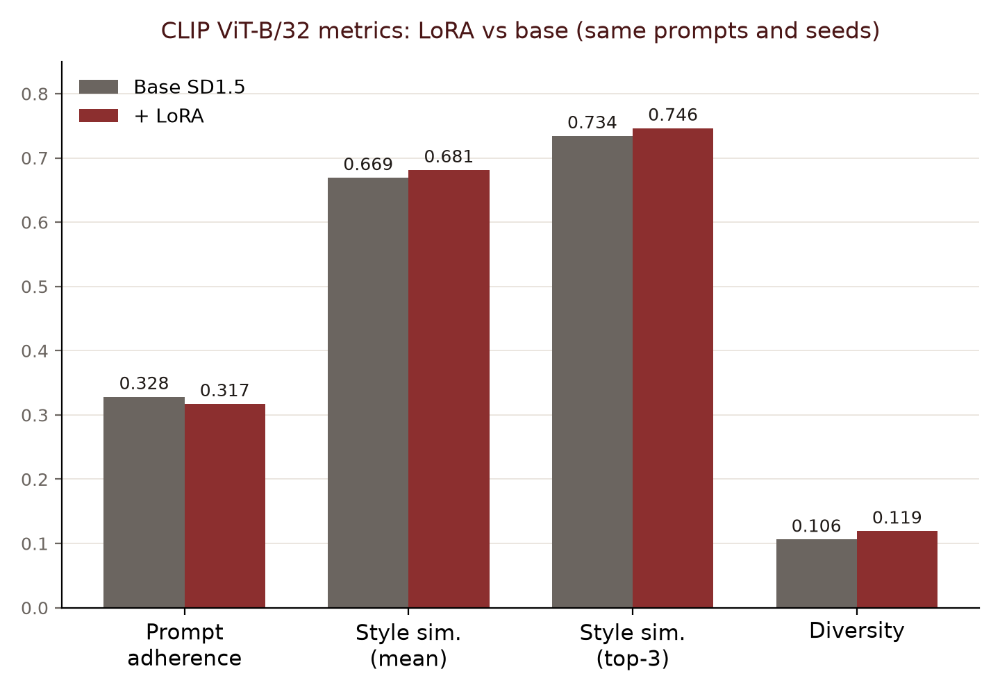 CLIP ViT-B/32 metrics: LoRA vs base (same prompts and seeds)
Base SD1.5
+ LoRA
0.8
0.7
0.6
0.5
0.4
0.3
0.2
0.1
0.0
0.328
0.317
0.669
0.681
0.734
0.746
0.106
0.119
Prompt
adherence
Style sim.
(mean)
Style sim.
(top-3)
Diversity